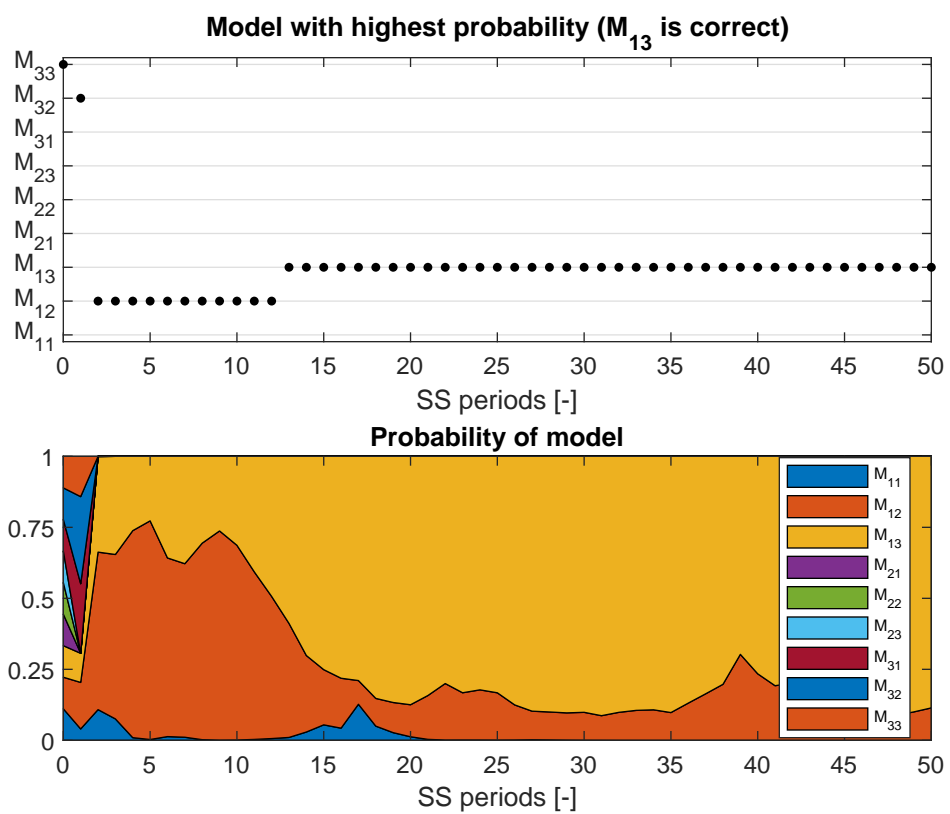 Model with highest probability (M13 is correct)
M33
M32
M31
M23
M22
M21
M13
M12
M11
0 5 10 15 20 25 30 35 40 45 50
SS periods [-]
Probability of model
1
0.75
0.5
0.25
0
M11
M12
M13
M21
M22
M23
M31
M32
M33
0 5 10 15 20 25 30 35 40 45 50
SS periods [-]